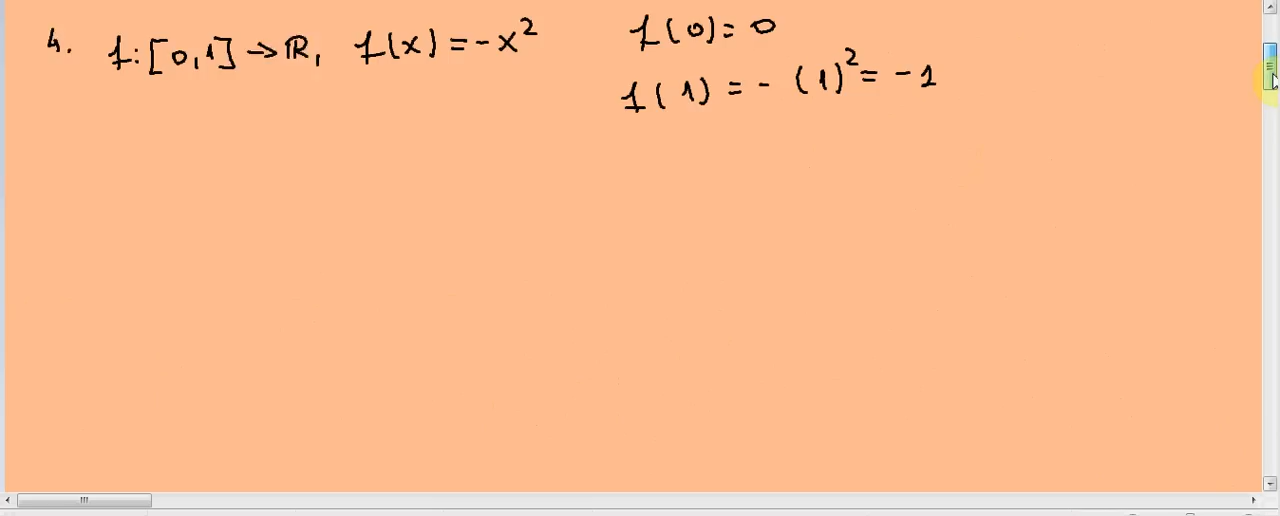 4. f:[0,1]→ℝ, f(x)=-x² f(0)=0
f(1)=-(1)²=-1